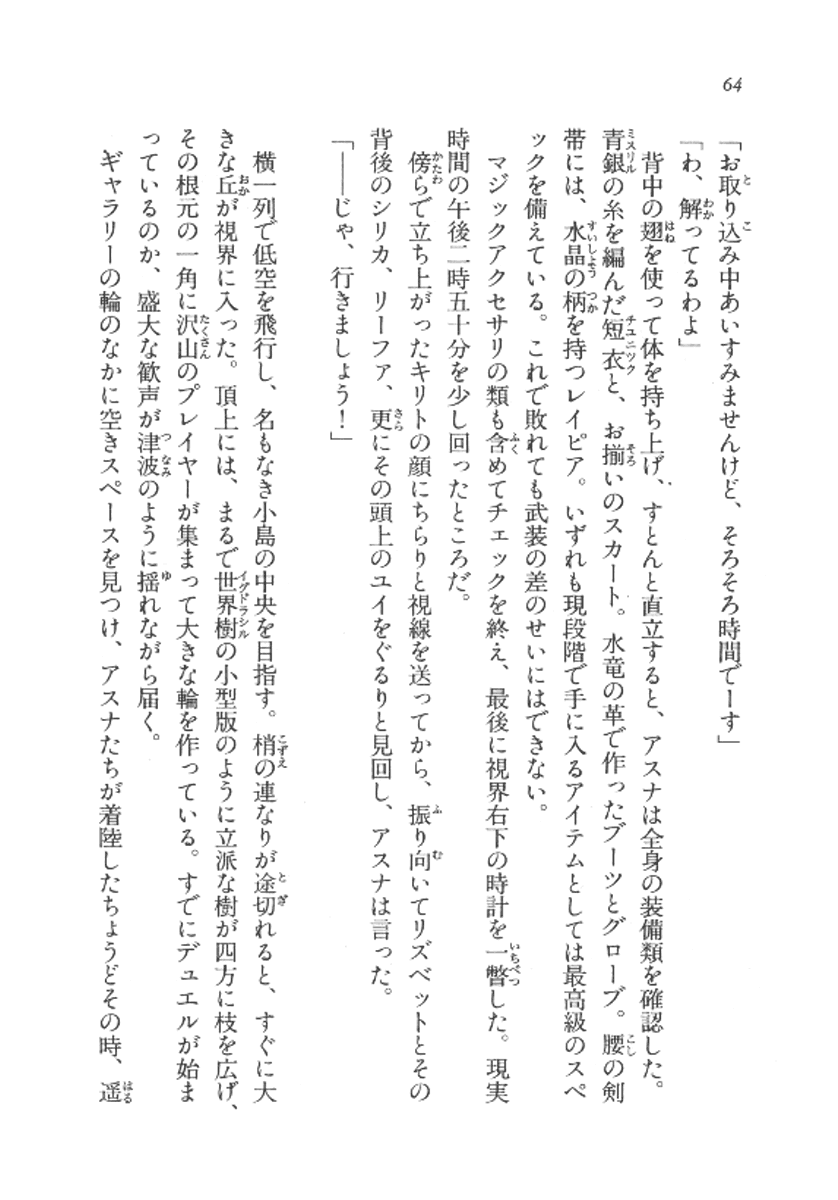 64
「お取り込み中あいすみませんけど、そろそろ時間でーす」
「わ、解ってるわよ」
背中の翅を使って体を持ち上げ、すとんと直立すると、アスナは全身の装備類を確認した。
青銀の糸を編んだ短衣と、お揃いのスカート。水竜の革で作ったブーツとグローブ。腰の剣
帯には、水晶の柄を持つレイピア。いずれも現段階で手に入るアイテムとしては最高級のスペ
ックを備えている。これで敗れても武装の差のせいにはできない。
マジックアクセサリの類も含めてチェックを終え、最後に視界右下の時計を一瞥した。現実
時間の午後二時五十分を少し回ったところだ。
傍らで立ち上がったキリトの顔にちらりと視線を送ってから、振り向いてリズベットとその
背後のシリカ、リーファ、更にその頭上のユイをぐるりと見回し、アスナは言った。
「――じゃ、行きましょう！」
横一列で低空を飛行し、名もなき小島の中央を目指す。梢の連なりが途切れると、すぐに大
きな丘が視界に入った。頂上には、まるで世界樹の小型版のように立派な樹が四方に枝を広げ、
その根元の一角に沢山のプレイヤーが集まって大きな輪を作っている。すでにデュエルが始ま
っているのか、盛大な歓声が津波のように揺れながら届く。
ギャラリーの輪のなかに空きスペースを見つけ、アスナたちが着陸したちょうどその時、遥